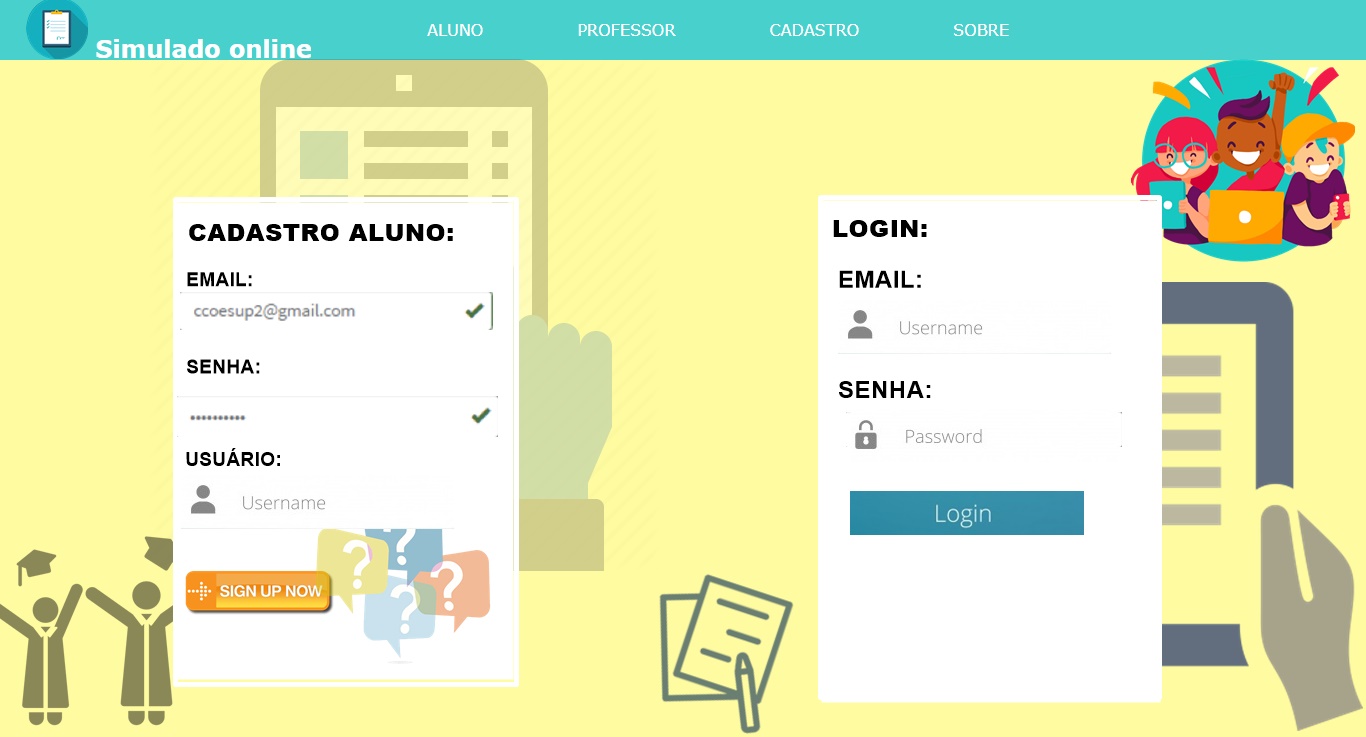 Simulado online
ALUNO PROFESSOR CADASTRO SOBRE
CADASTRO ALUNO:
EMAIL:
ccoesup2@gmail.com
SENHA:
••••••••••
USUÁRIO:
Username
SIGN UP NOW
? ? ? ?
LOGIN:
EMAIL:
Username
SENHA:
Password
Login